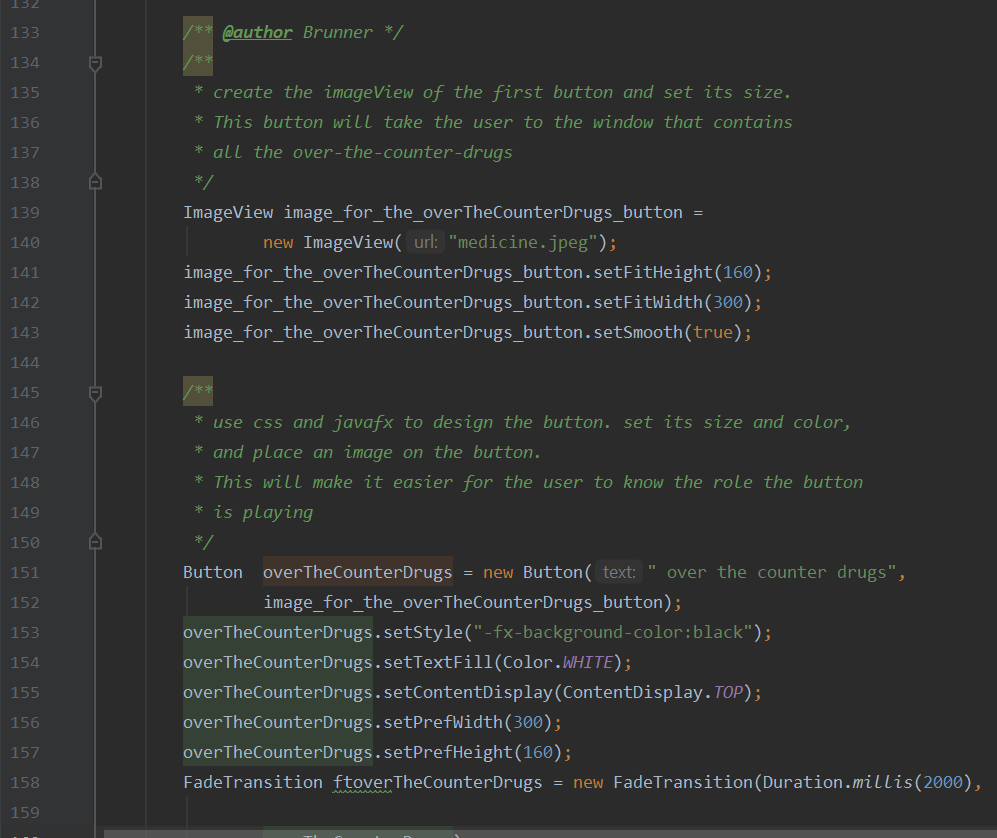 132
133 /** @author Brunner */
134 /**
135 * create the imageView of the first button and set its size.
136 * This button will take the user to the window that contains
137 * all the over-the-counter-drugs
138 */
139 ImageView image_for_the_overTheCounterDrugs_button =
140 new ImageView( url: "medicine.jpeg");
141 image_for_the_overTheCounterDrugs_button.setFitHeight(160);
142 image_for_the_overTheCounterDrugs_button.setFitWidth(300);
143 image_for_the_overTheCounterDrugs_button.setSmooth(true);
144
145 /**
146 * use css and javafx to design the button. set its size and color,
147 * and place an image on the button.
148 * This will make it easier for the user to know the role the button
149 * is playing
150 */
151 Button overTheCounterDrugs = new Button( text: " over the counter drugs",
152 image_for_the_overTheCounterDrugs_button);
153 overTheCounterDrugs.setStyle("-fx-background-color:black");
154 overTheCounterDrugs.setTextFill(Color.WHITE);
155 overTheCounterDrugs.setContentDisplay(ContentDisplay.TOP);
156 overTheCounterDrugs.setPrefWidth(300);
157 overTheCounterDrugs.setPrefHeight(160);
158 FadeTransition ftoverTheCounterDrugs = new FadeTransition(Duration.millis(2000),
159